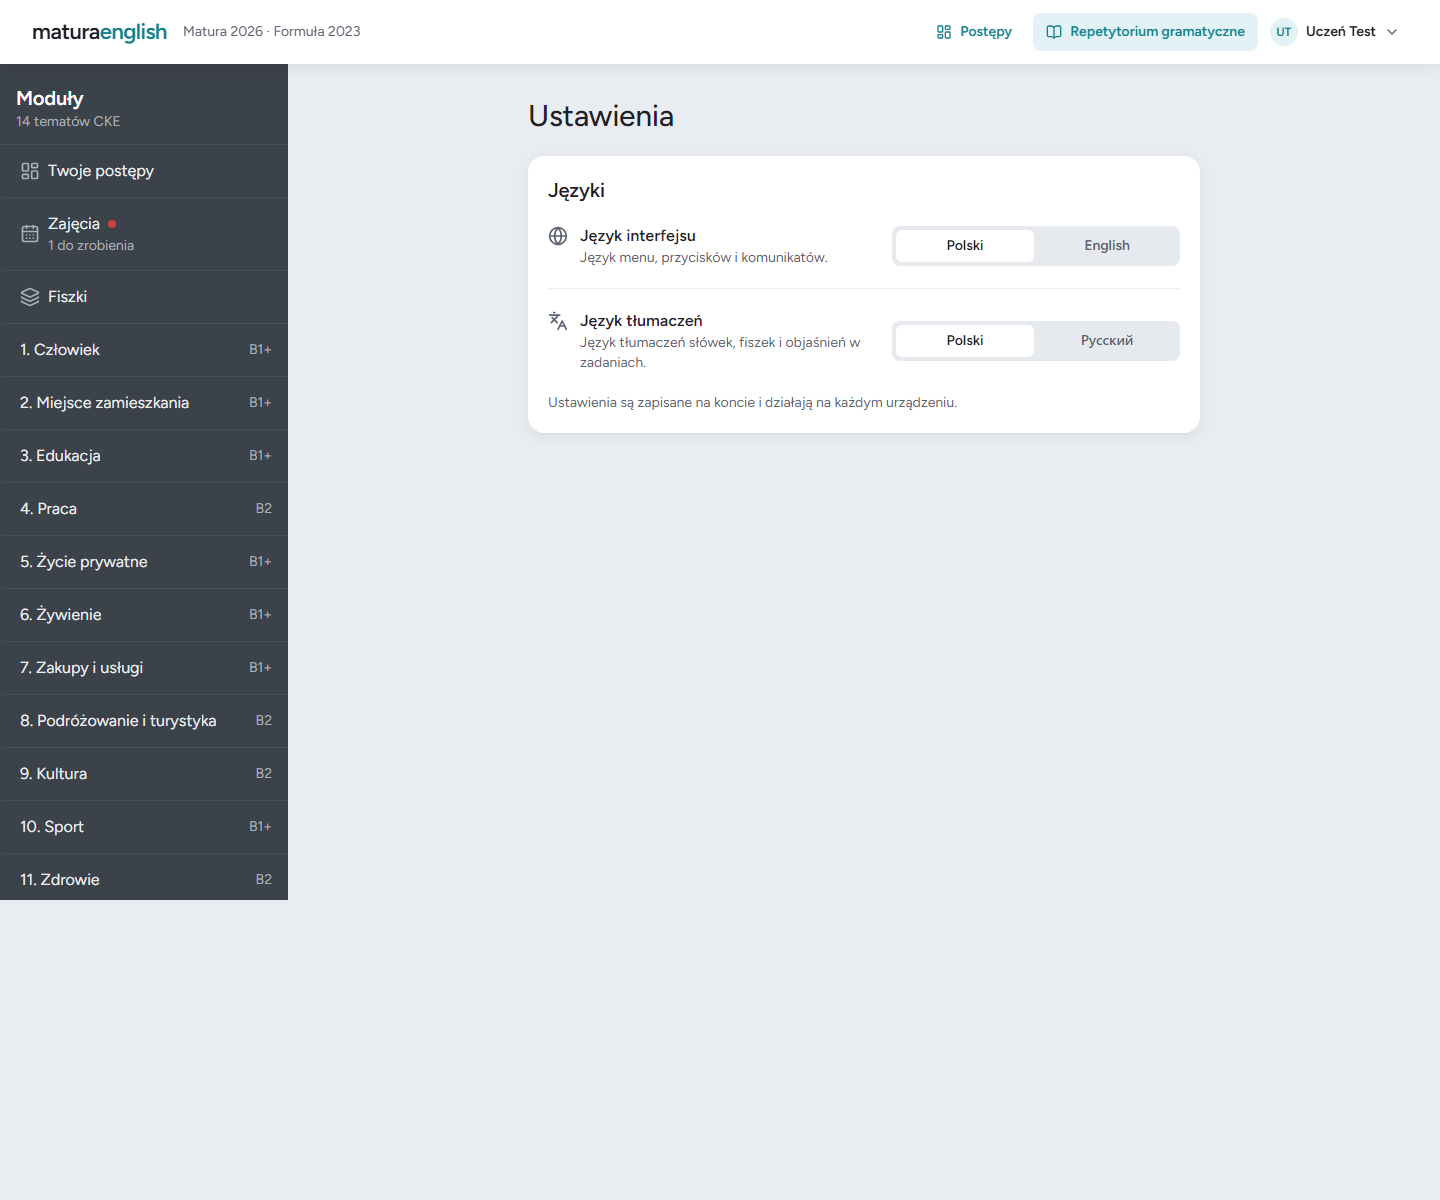 maturaenglish Matura 2026 · Formuła 2023
Postępy
Repetytorium gramatyczne
UT Uczeń Test
Moduły
14 tematów CKE
Twoje postępy
Zajęcia
1 do zrobienia
Fiszki
1. Człowiek B1+
2. Miejsce zamieszkania B1+
3. Edukacja B1+
4. Praca B2
5. Życie prywatne B1+
6. Żywienie B1+
7. Zakupy i usługi B1+
8. Podróżowanie i turystyka B2
9. Kultura B2
10. Sport B1+
11. Zdrowie B2
Ustawienia
Języki
Język interfejsu
Język menu, przycisków i komunikatów.
Polski English
Język tłumaczeń
Język tłumaczeń słówek, fiszek i objaśnień w
zadaniach.
Polski Русский
Ustawienia są zapisane na koncie i działają na każdym urządzeniu.